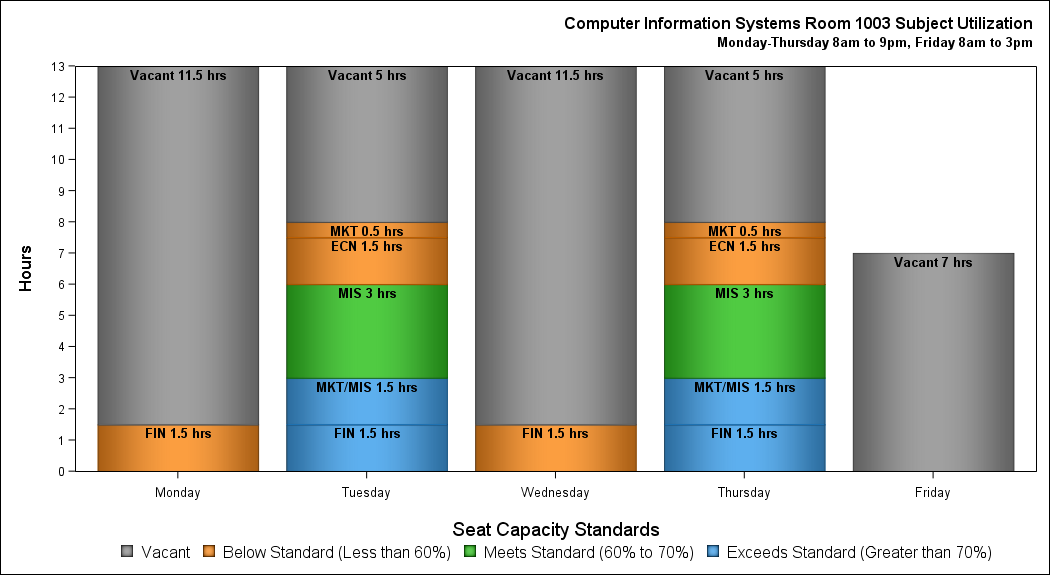 Computer Information Systems Room 1003 Subject Utilization
Monday-Thursday 8am to 9pm, Friday 8am to 3pm
Hours
13
12
11
10
9
8
7
6
5
4
3
2
1
0
Vacant 11.5 hrs
FIN 1.5 hrs
Vacant 5 hrs
MKT 0.5 hrs
ECN 1.5 hrs
MIS 3 hrs
MKT/MIS 1.5 hrs
FIN 1.5 hrs
Vacant 11.5 hrs
FIN 1.5 hrs
Vacant 5 hrs
MKT 0.5 hrs
ECN 1.5 hrs
MIS 3 hrs
MKT/MIS 1.5 hrs
FIN 1.5 hrs
Vacant 7 hrs
Monday Tuesday Wednesday Thursday Friday
Seat Capacity Standards
Vacant Below Standard (Less than 60%) Meets Standard (60% to 70%) Exceeds Standard (Greater than 70%)